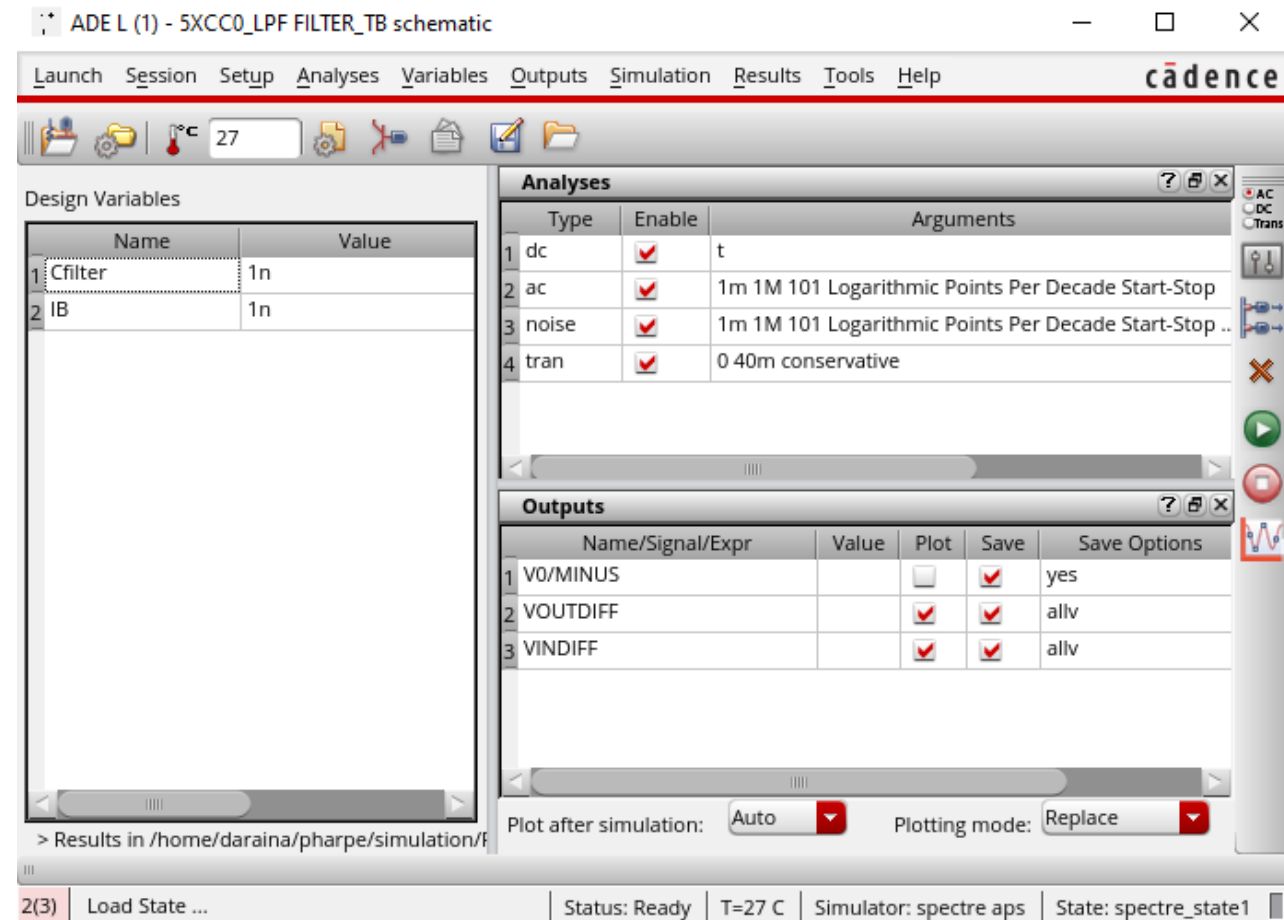 ADE L (1) - 5XCC0_LPF FILTER_TB schematic
Launch Session Setup Analyses Variables Outputs Simulation Results Tools Help
cādence
°C 27
Design Variables
Name Value
1 Cfilter 1n
2 IB 1n
> Results in /home/daraina/pharpe/simulation/
Analyses
? X
Type Enable Arguments
1 dc t
2 ac 1m 1M 101 Logarithmic Points Per Decade Start-Stop
3 noise 1m 1M 101 Logarithmic Points Per Decade Start-Stop ..
4 tran 0 40m conservative
AC
DC
Trans
Outputs
? X
Name/Signal/Expr Value Plot Save Save Options
1 V0/MINUS yes
2 VOUTDIFF allv
3 VINDIFF allv
Plot after simulation: Auto Plotting mode: Replace
2(3) Load State ... Status: Ready T=27 C Simulator: spectre aps State: spectre_state1